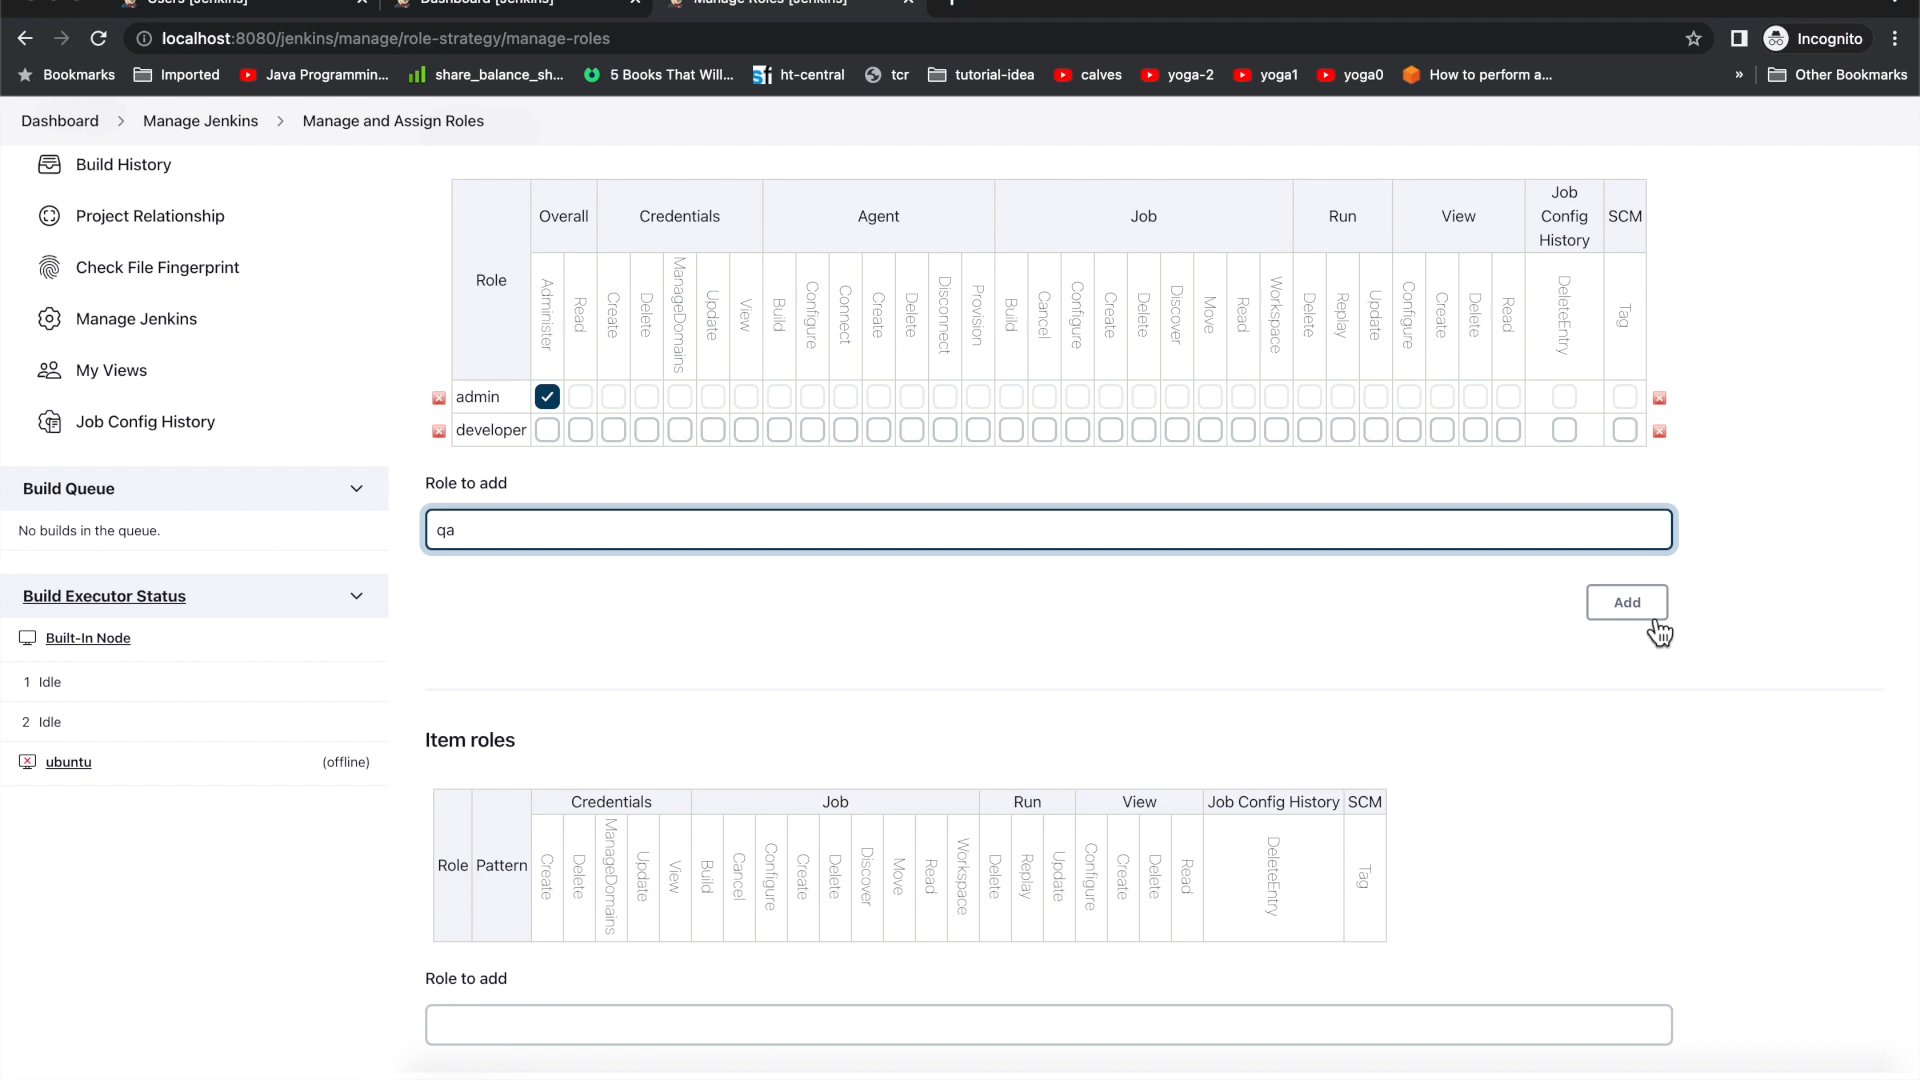 Dashboard [Jenkins]
Manage Roles [Jenkins]
localhost:8080/jenkins/manage/role-strategy/manage-roles
Incognito
Bookmarks
Imported
Java Programmin...
share_balance_sh...
5 Books That Will...
ht-central
tcr
tutorial-idea
calves
yoga-2
yoga1
yoga0
How to perform a...
»
Other Bookmarks
Dashboard > Manage Jenkins > Manage and Assign Roles
Build History
Project Relationship
Check File Fingerprint
Manage Jenkins
My Views
Job Config History
Build Queue
No builds in the queue.
Build Executor Status
Built-In Node
1 Idle
2 Idle
ubuntu (offline)
Role Overall Credentials Agent Job Run View Job Config History SCM
Administer Read Create Delete ManageDomains Update View Build Configure Connect Create Delete Disconnect Provision Build Cancel Configure Create Delete Discover Move Read Workspace Delete Replay Update Configure Create Delete Read DeleteEntry Tag
admin
developer
Role to add
qa
Add
Item roles
Role Pattern Credentials Job Run View Job Config History SCM
Create Delete ManageDomains Update View Build Cancel Configure Create Delete Discover Move Read Workspace Delete Replay Update Configure Create Delete Read DeleteEntry Tag
Role to add